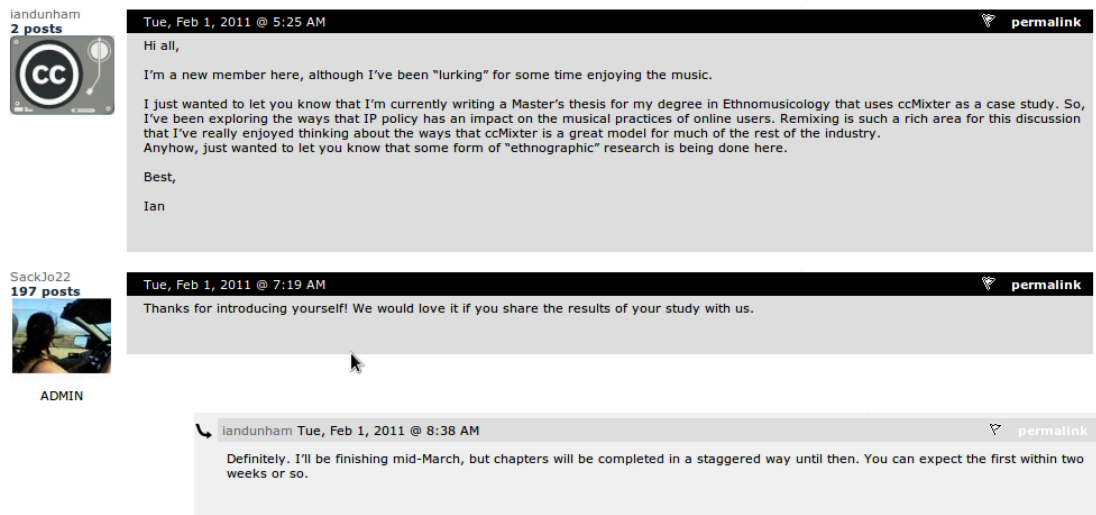 iandunham
2 posts
CC
Tue, Feb 1, 2011 @ 5:25 AM
permalink
Hi all,
I’m a new member here, although I’ve been “lurking” for some time enjoying the music.
I just wanted to let you know that I’m currently writing a Master’s thesis for my degree in Ethnomusicology that uses ccMixter as a case study. So,
I’ve been exploring the ways that IP policy has an impact on the musical practices of online users. Remixing is such a rich area for this discussion
that I’ve really enjoyed thinking about the ways that ccMixter is a great model for much of the rest of the industry.
Anyhow, just wanted to let you know that some form of “ethnographic” research is being done here.
Best,
Ian
SackJo22
197 posts
ADMIN
Tue, Feb 1, 2011 @ 7:19 AM
permalink
Thanks for introducing yourself! We would love it if you share the results of your study with us.
iandunham Tue, Feb 1, 2011 @ 8:38 AM
permalink
Definitely. I’ll be finishing mid-March, but chapters will be completed in a staggered way until then. You can expect the first within two
weeks or so.